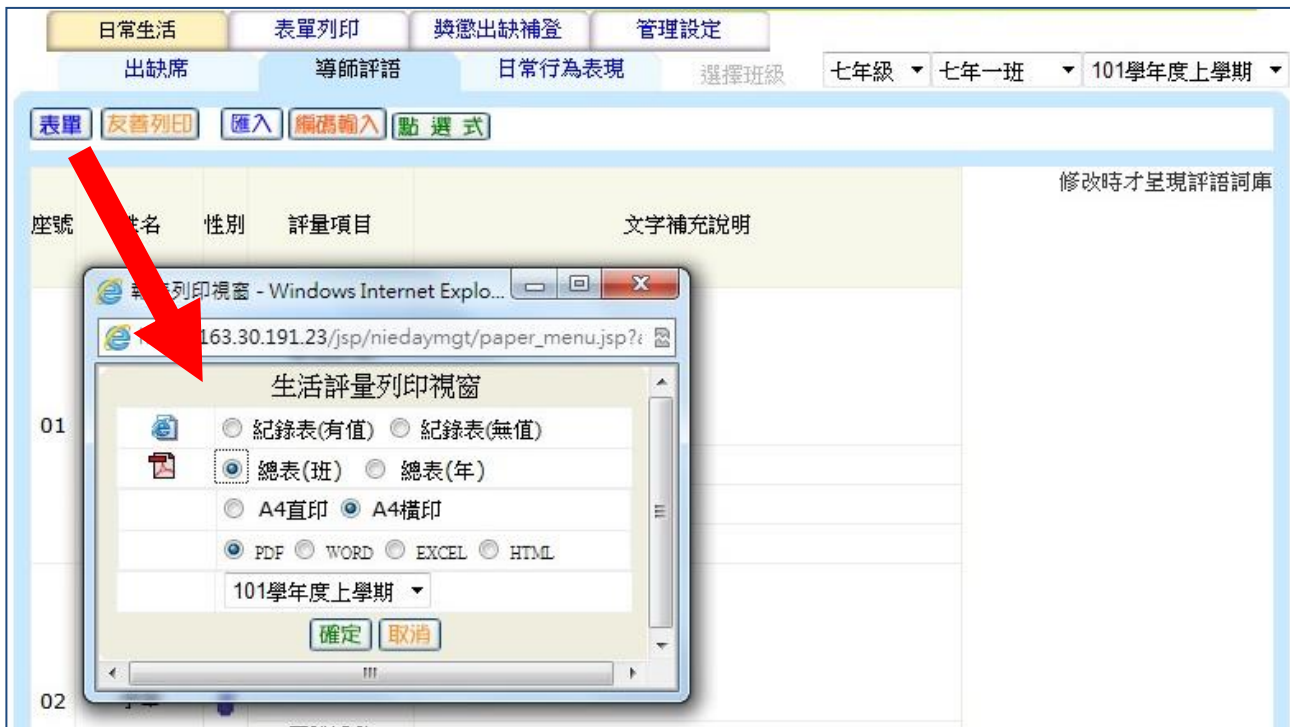 日常生活 表單列印 獎懲出缺補登 管理設定
出缺席 導師評語 日常行為表現 選擇班級 七年級 七年一班 101學年度上學期
表單 友善列印 匯入 編碼輸入 點 選 式
修改時才呈現評語詞庫
座號 名 性別 評量項目 文字補充說明
列印視窗 - Windows Internet Explo...
163.30.191.23/jsp/niedaymgt/paper_menu.jsp?
生活評量列印視窗
01 紀錄表(有值) 紀錄表(無值)
總表(班) 總表(年)
A4直印 A4橫印
PDF WORD EXCEL HTML
101學年度上學期
確定 取消
02